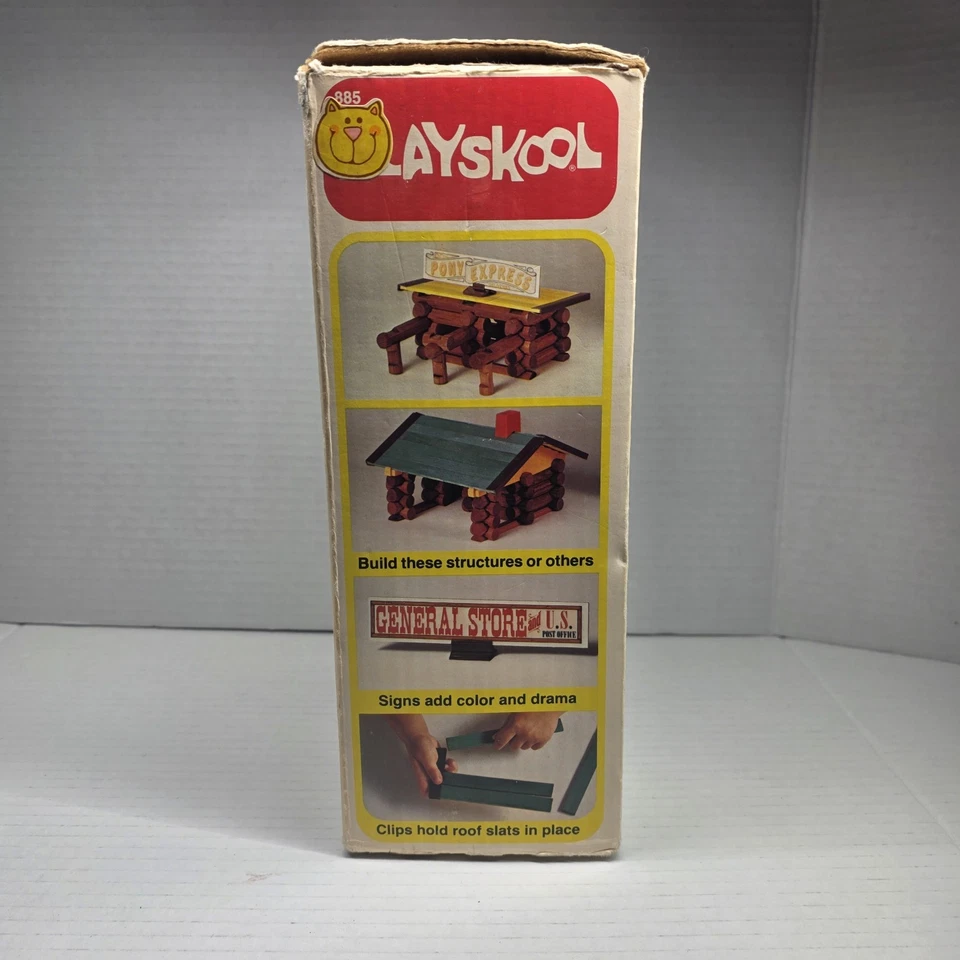 885
LAYSKOOL®
PONY EXPRESS
Build these structures or others
GENERAL STORE and U.S.
POST OFFICE
Signs add color and drama
Clips hold roof slats in place